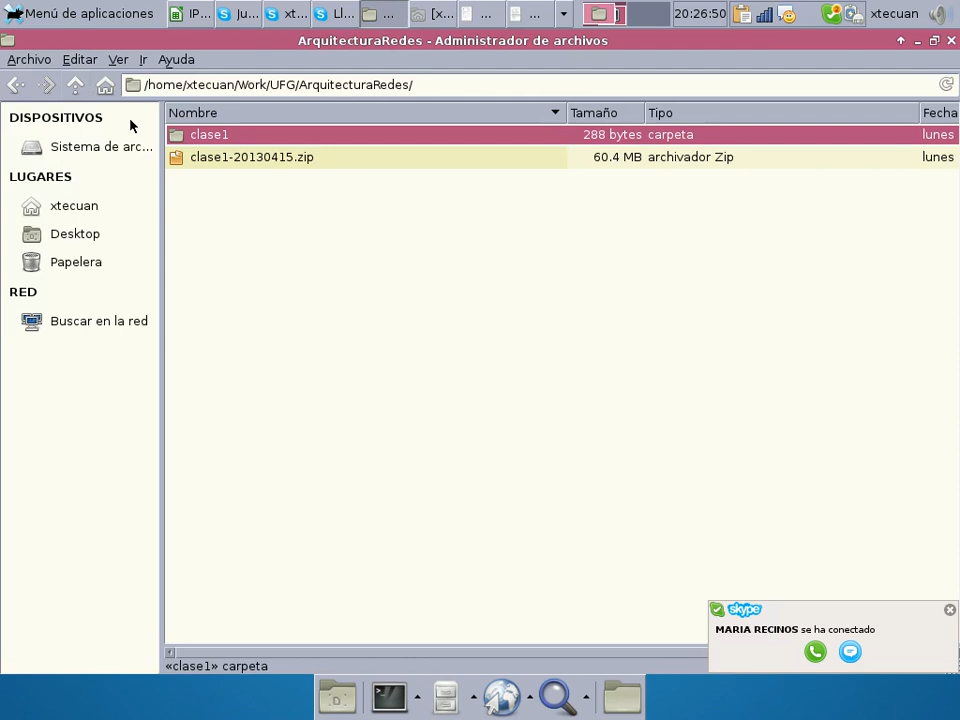 Menú de aplicaciones IP... Ju... xt... Ll... ... [x... ... ... 20:26:50 xtecuan
ArquitecturaRedes - Administrador de archivos
Archivo Editar Ver Ir Ayuda
/home/xtecuan/Work/UFG/ArquitecturaRedes/
DISPOSITIVOS
Sistema de arc...
LUGARES
xtecuan
Desktop
Papelera
RED
Buscar en la red
Nombre Tamaño Tipo Fecha
clase1 288 bytes carpeta lunes
clase1-20130415.zip 60.4 MB archivador Zip lunes
skype
MARIA RECINOS se ha conectado
«clase1» carpeta